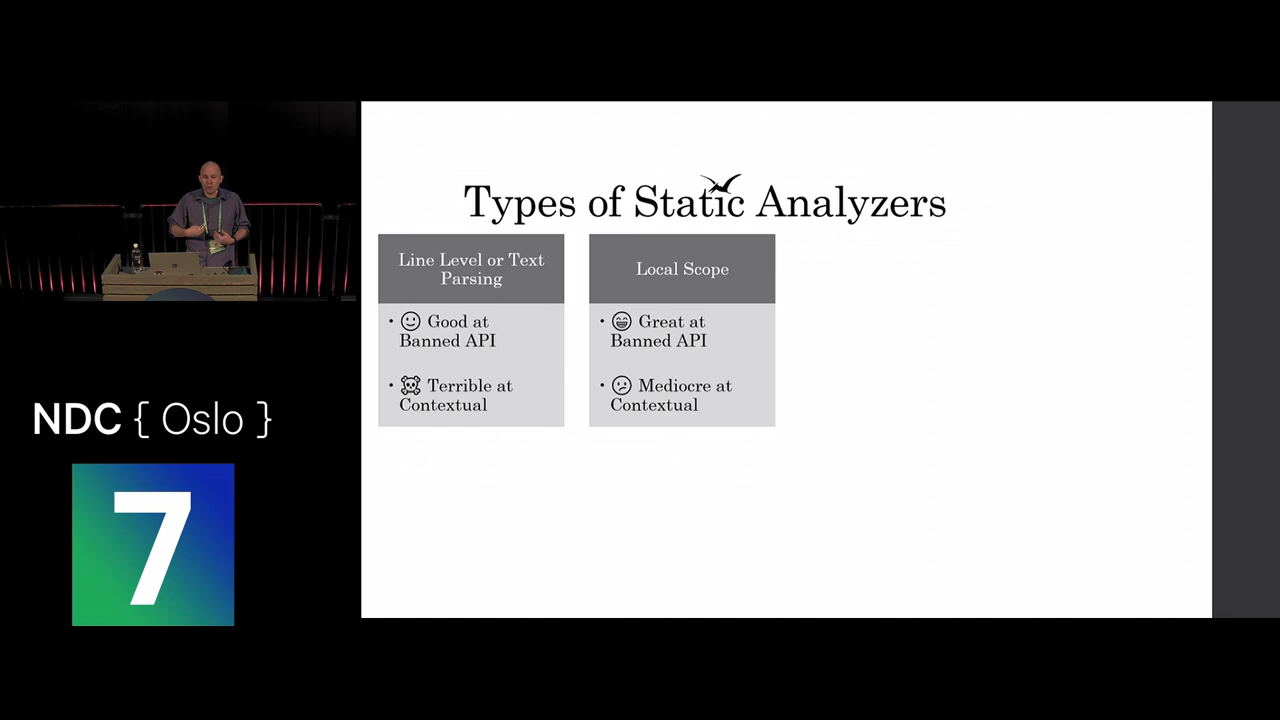 Types of Static Analyzers
Line Level or Text
Parsing
• Good at
Banned API
• Terrible at
Contextual
Local Scope
• Great at
Banned API
• Mediocre at
Contextual
NDC { Oslo }
7